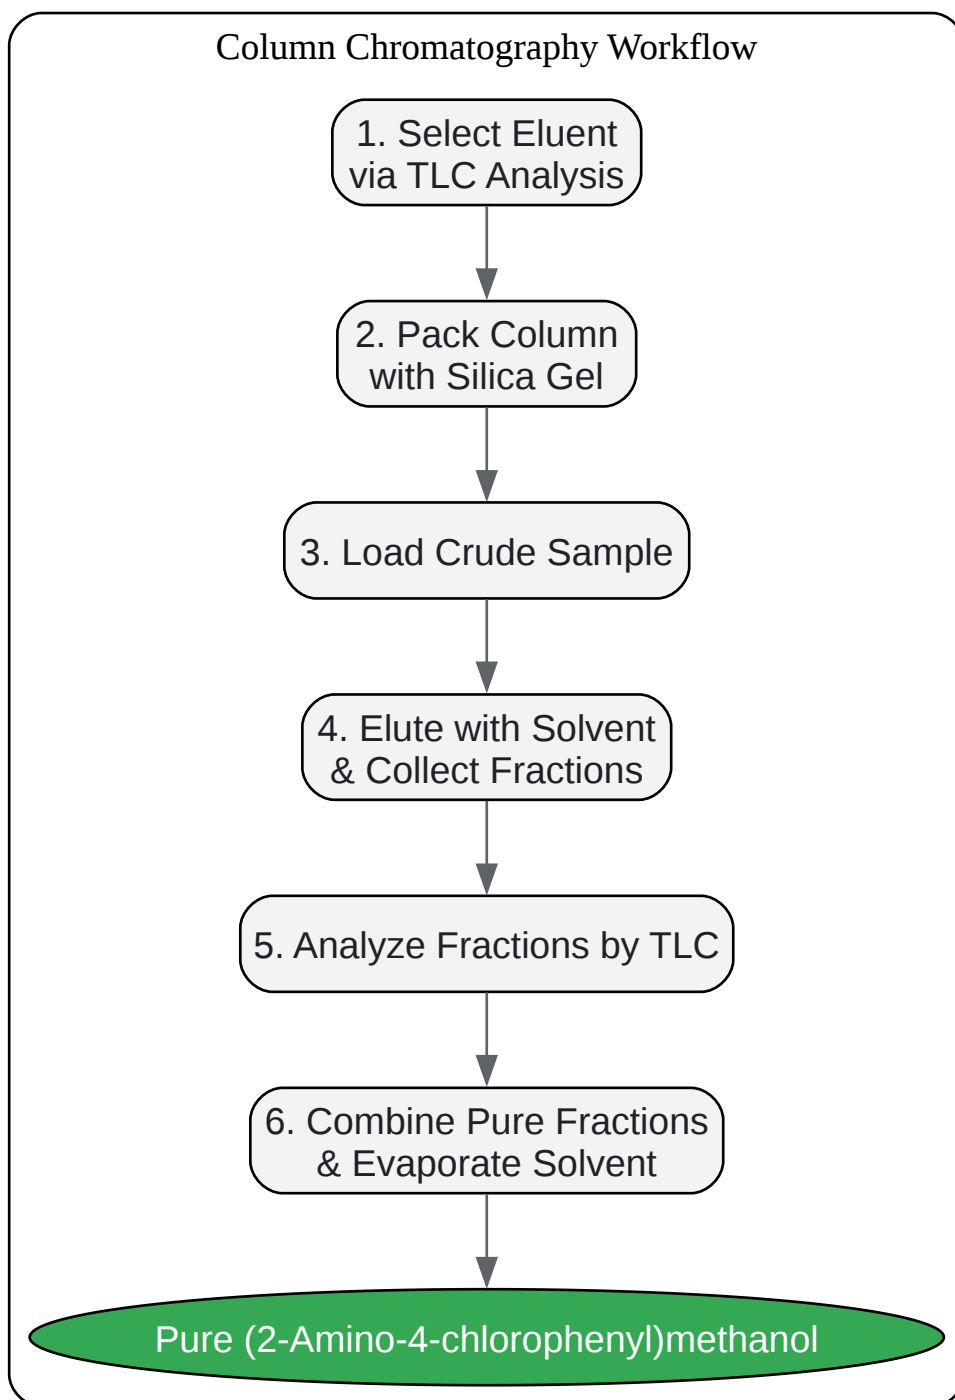 Column Chromatography Workflow
1. Select Eluent
via TLC Analysis
2. Pack Column
with Silica Gel
3. Load Crude Sample
4. Elute with Solvent
& Collect Fractions
5. Analyze Fractions by TLC
6. Combine Pure Fractions
& Evaporate Solvent
Pure (2-Amino-4-chlorophenyl)methanol